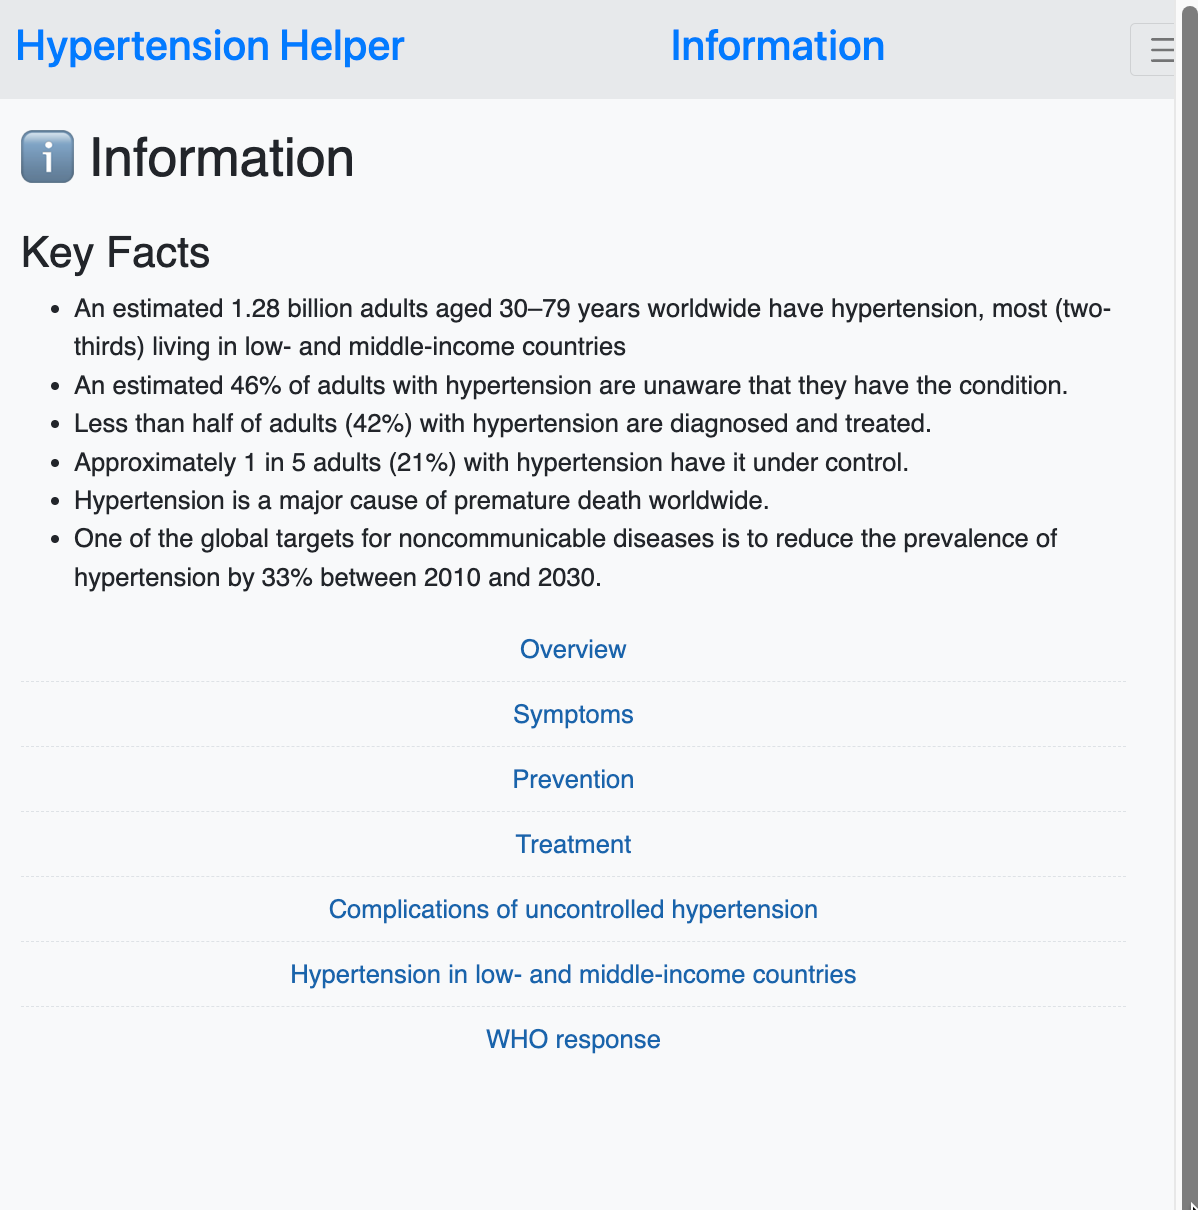 Hypertension Helper Information
i Information
Key Facts
• An estimated 1.28 billion adults aged 30–79 years worldwide have hypertension, most (two-
thirds) living in low- and middle-income countries
• An estimated 46% of adults with hypertension are unaware that they have the condition.
• Less than half of adults (42%) with hypertension are diagnosed and treated.
• Approximately 1 in 5 adults (21%) with hypertension have it under control.
• Hypertension is a major cause of premature death worldwide.
• One of the global targets for noncommunicable diseases is to reduce the prevalence of
hypertension by 33% between 2010 and 2030.
Overview
Symptoms
Prevention
Treatment
Complications of uncontrolled hypertension
Hypertension in low- and middle-income countries
WHO response